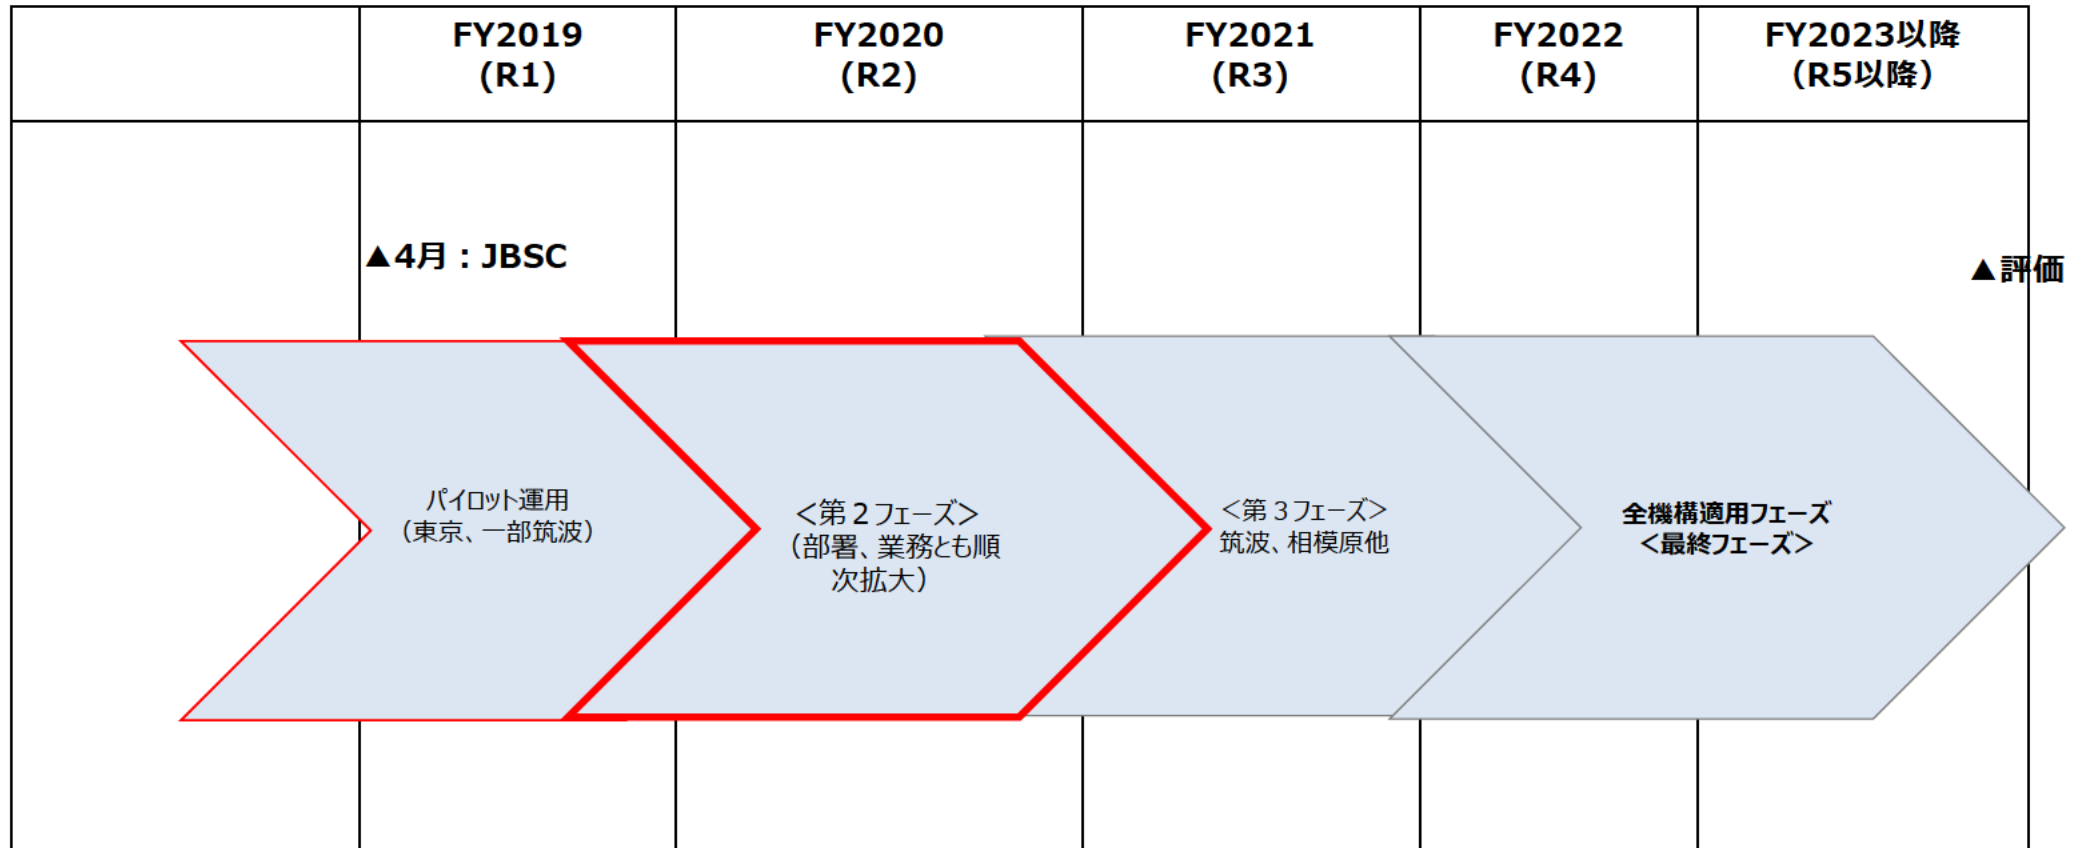 FY2019
(R1)
FY2020
(R2)
FY2021
(R3)
FY2022
(R4)
FY2023以降
（R5以降）
▲4月：JBSC
▲評価
パイロット運用
（東京、一部筑波）
＜第２フェーズ＞
（部署、業務とも順
次拡大）
＜第３フェーズ＞
筑波、相模原他
全機構適用フェーズ
＜最終フェーズ＞